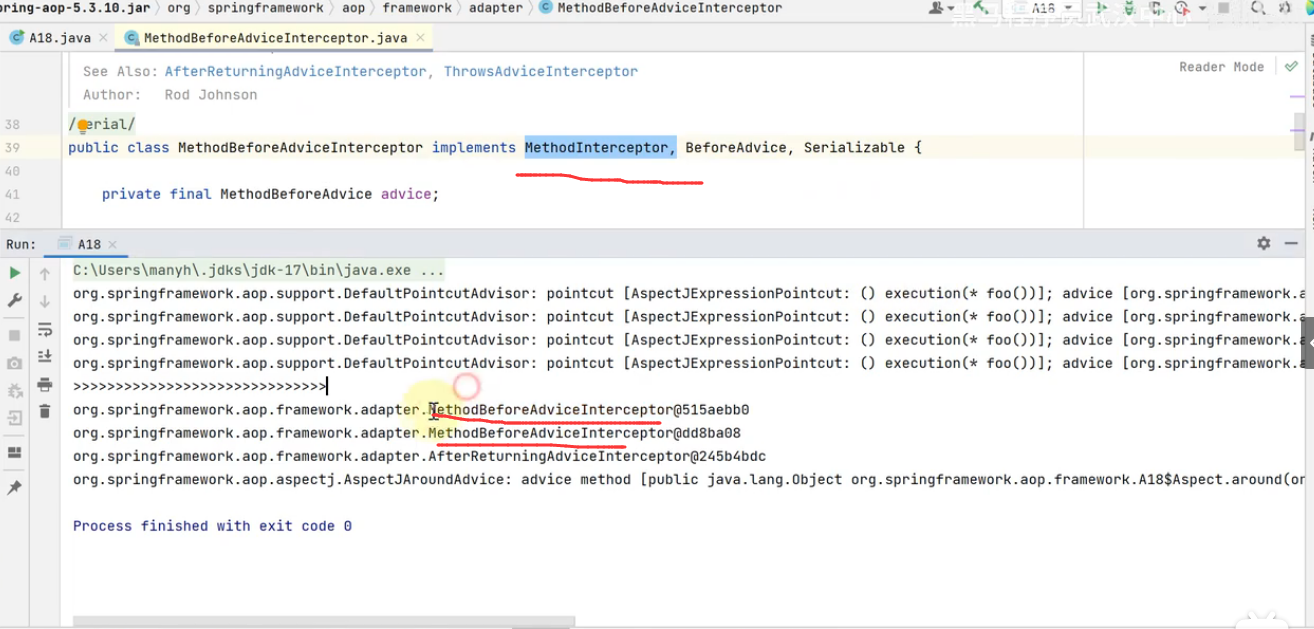 pring-aop-5.3.10.jar org springframework aop framework adapter MethodBeforeAdviceInterceptor A18
A18.java MethodBeforeAdviceInterceptor.java
See Also: AfterReturningAdviceInterceptor, ThrowsAdviceInterceptor
Reader Mode
Author: Rod Johnson
38 /erial/
39 public class MethodBeforeAdviceInterceptor implements MethodInterceptor, BeforeAdvice, Serializable {
40
41 private final MethodBeforeAdvice advice;
42
Run: A18
C:\Users\manyh\.jdks\jdk-17\bin\java.exe ...
org.springframework.aop.support.DefaultPointcutAdvisor: pointcut [AspectJExpressionPointcut: () execution(* foo())]; advice [org.springframework.a
org.springframework.aop.support.DefaultPointcutAdvisor: pointcut [AspectJExpressionPointcut: () execution(* foo())]; advice [org.springframework.a
org.springframework.aop.support.DefaultPointcutAdvisor: pointcut [AspectJExpressionPointcut: () execution(* foo())]; advice [org.springframework.a
org.springframework.aop.support.DefaultPointcutAdvisor: pointcut [AspectJExpressionPointcut: () execution(* foo())]; advice [org.springframework.a
>>>>>>>>>>>>>>>>>>>>>>>>>>>>>>
org.springframework.aop.framework.adapter.MethodBeforeAdviceInterceptor@515aebb0
org.springframework.aop.framework.adapter.MethodBeforeAdviceInterceptor@dd8ba08
org.springframework.aop.framework.adapter.AfterReturningAdviceInterceptor@245b4bdc
org.springframework.aop.aspectj.AspectJAroundAdvice: advice method [public java.lang.Object org.springframework.aop.framework.A18$Aspect.around(or
Process finished with exit code 0